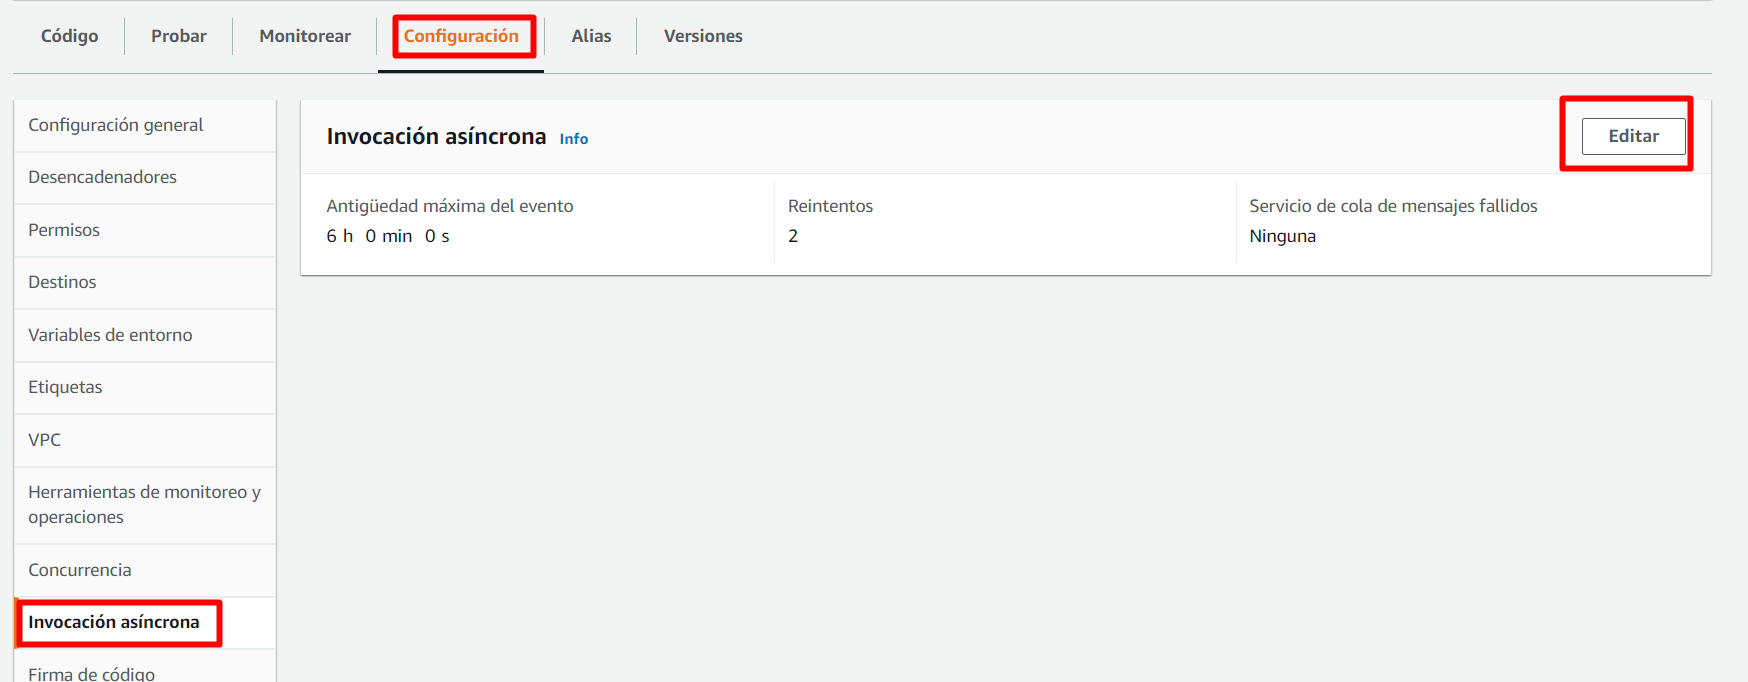 Código Probar Monitorear Configuración Alias Versiones
Configuración general
Desencadenadores
Permisos
Destinos
Variables de entorno
Etiquetas
VPC
Herramientas de monitoreo y
operaciones
Concurrencia
Invocación asíncrona
Firma de código
Invocación asíncrona Info
Editar
Antigüedad máxima del evento
6 h 0 min 0 s
Reintentos
2
Servicio de cola de mensajes fallidos
Ninguna